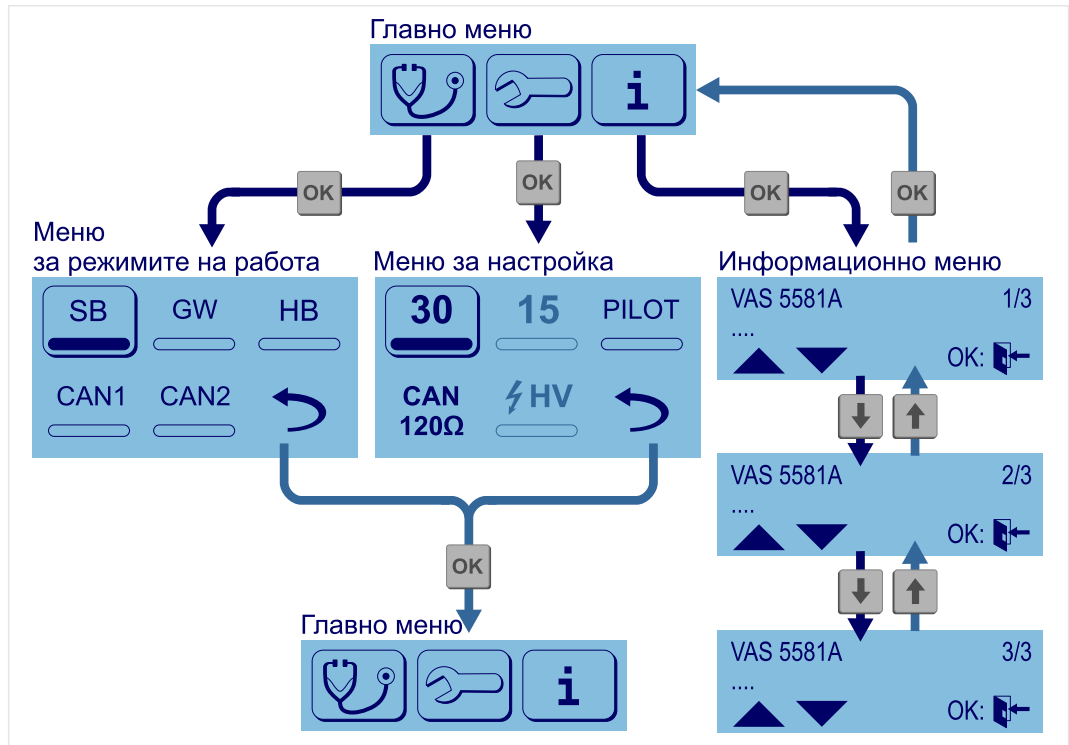 Главно меню
i
OK
OK
OK
OK
Меню
за режимите на работа
SB
GW
HB
CAN1
CAN2
Меню за настройка
30
15
PILOT
CAN
120Ω
HV
Информационно меню
VAS 5581A 1/3
....
OK:
VAS 5581A 2/3
....
OK:
VAS 5581A 3/3
....
OK:
OK
Главно меню
i